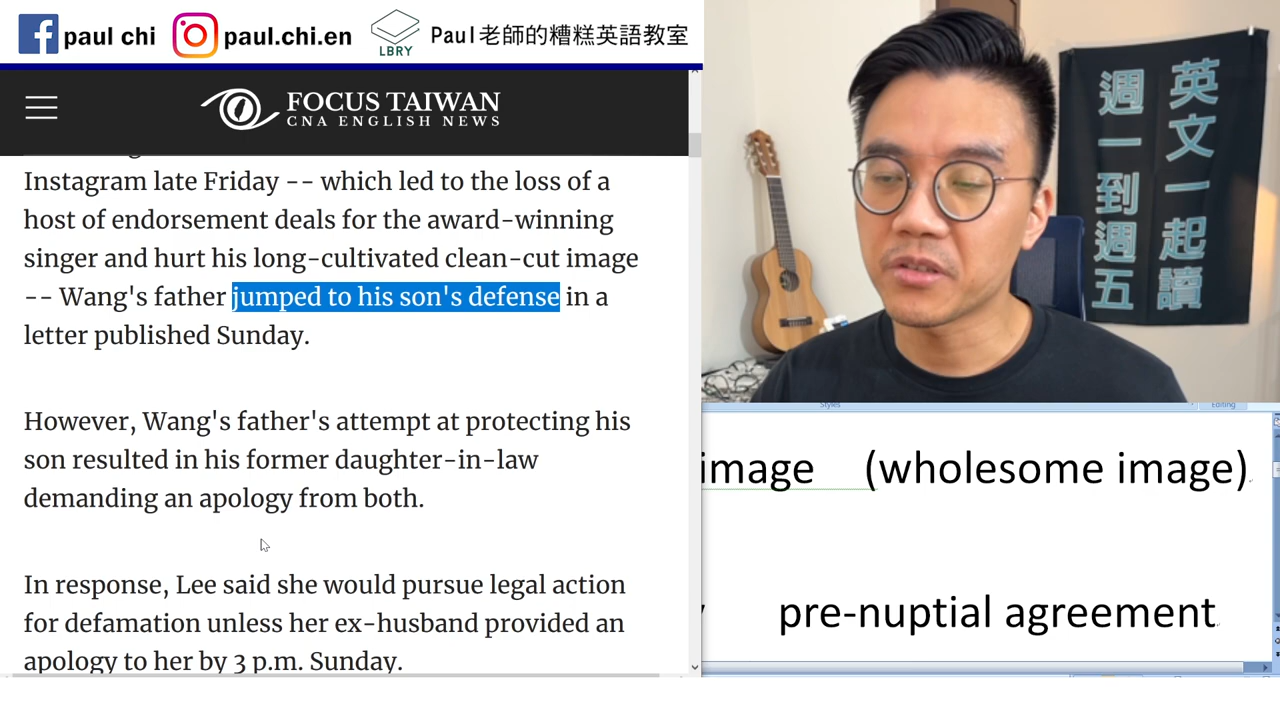 paul chi
paul.chi.en
LBRY
Paul老師的糟糕英語教室
FOCUS TAIWAN
CNA ENGLISH NEWS
Instagram late Friday -- which led to the loss of a
host of endorsement deals for the award-winning
singer and hurt his long-cultivated clean-cut image
-- Wang's father jumped to his son's defense in a
letter published Sunday.
However, Wang's father's attempt at protecting his
son resulted in his former daughter-in-law
demanding an apology from both.
In response, Lee said she would pursue legal action
for defamation unless her ex-husband provided an
apology to her by 3 p.m. Sunday.
英文一起讀
週一到週五
Styles
Editing
image (wholesome image)
pre-nuptial agreement